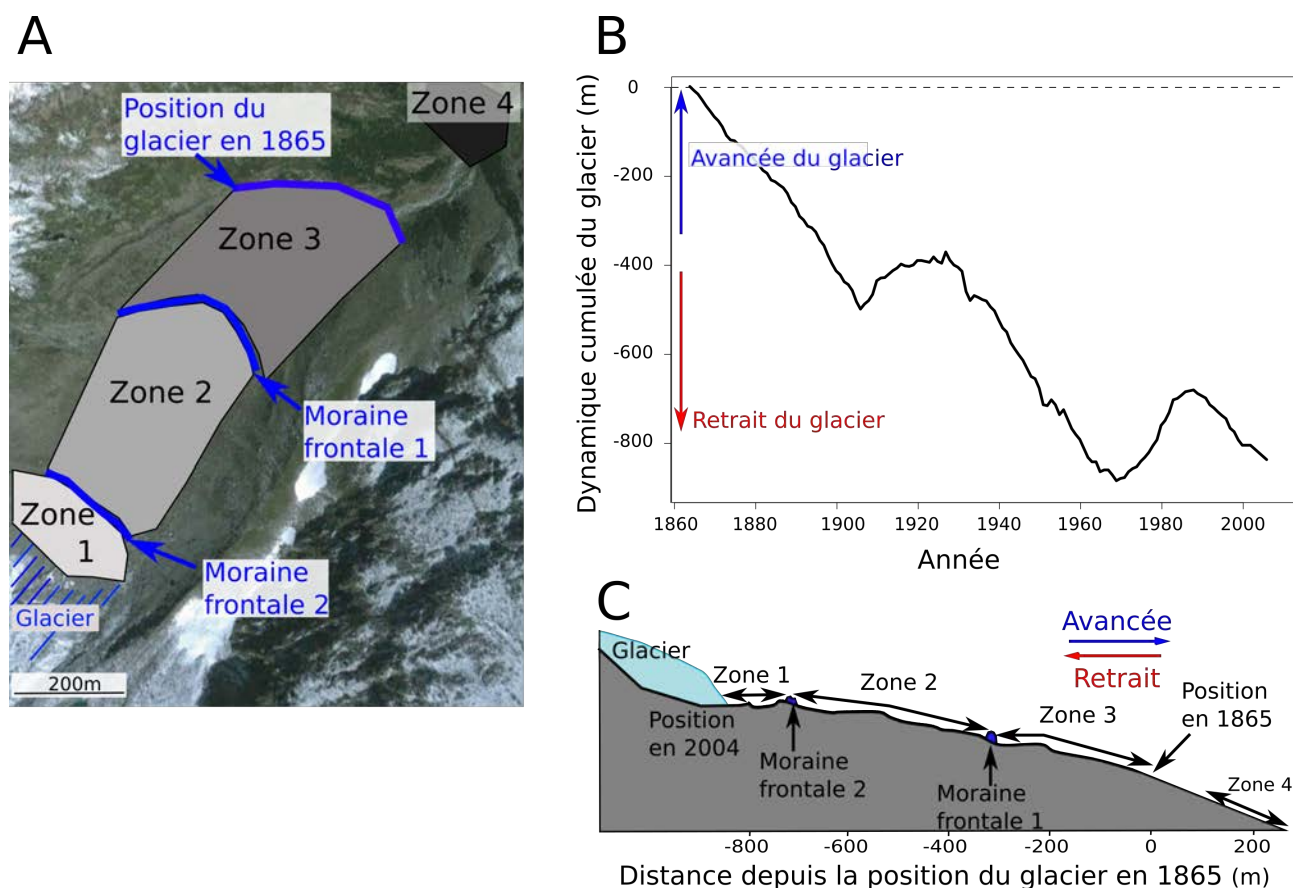 A
Position du
glacier en 1865
Zone 4
Zone 3
Zone 2
Moraine
frontale 1
Zone
1
Moraine
frontale 2
Glacier
200m
B
Dynamique cumulée du glacier (m)
0
-200
-400
-600
-800
Avancée du glacier
Retrait du glacier
1860 1880 1900 1920 1940 1960 1980 2000
Année
C
Avancée
Retrait
Glacier
Zone 1
Zone 2
Zone 3
Position
en 1865
Zone 4
Position
en 2004
Moraine
frontale 2
Moraine
frontale 1
-800 -600 -400 -200 0 200
Distance depuis la position du glacier en 1865 (m)